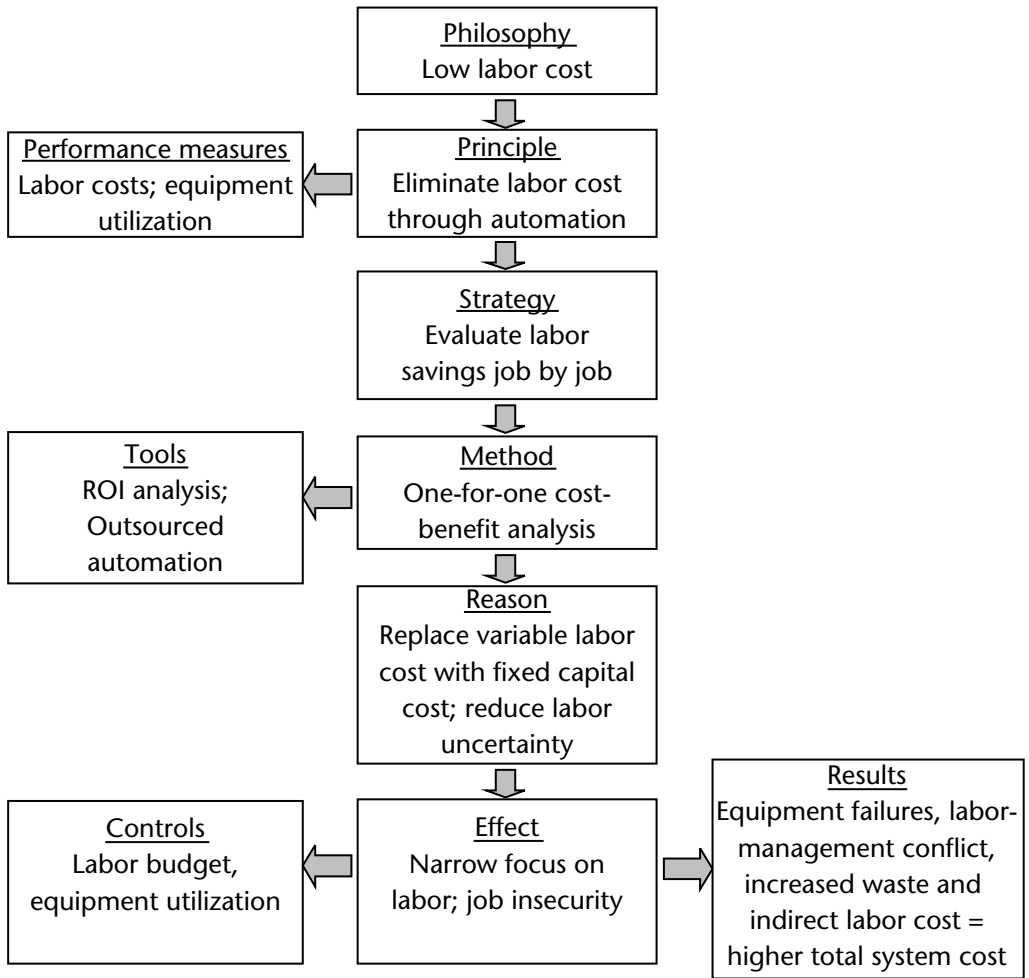 Philosophy
Low labor cost
Performance measures
Labor costs; equipment
utilization
Principle
Eliminate labor cost
through automation
Strategy
Evaluate labor
savings job by job
Tools
ROI analysis;
Outsourced
automation
Method
One-for-one cost-
benefit analysis
Reason
Replace variable labor
cost with fixed capital
cost; reduce labor
uncertainty
Controls
Labor budget,
equipment utilization
Effect
Narrow focus on
labor; job insecurity
Results
Equipment failures, labor-
management conflict,
increased waste and
indirect labor cost =
higher total system cost